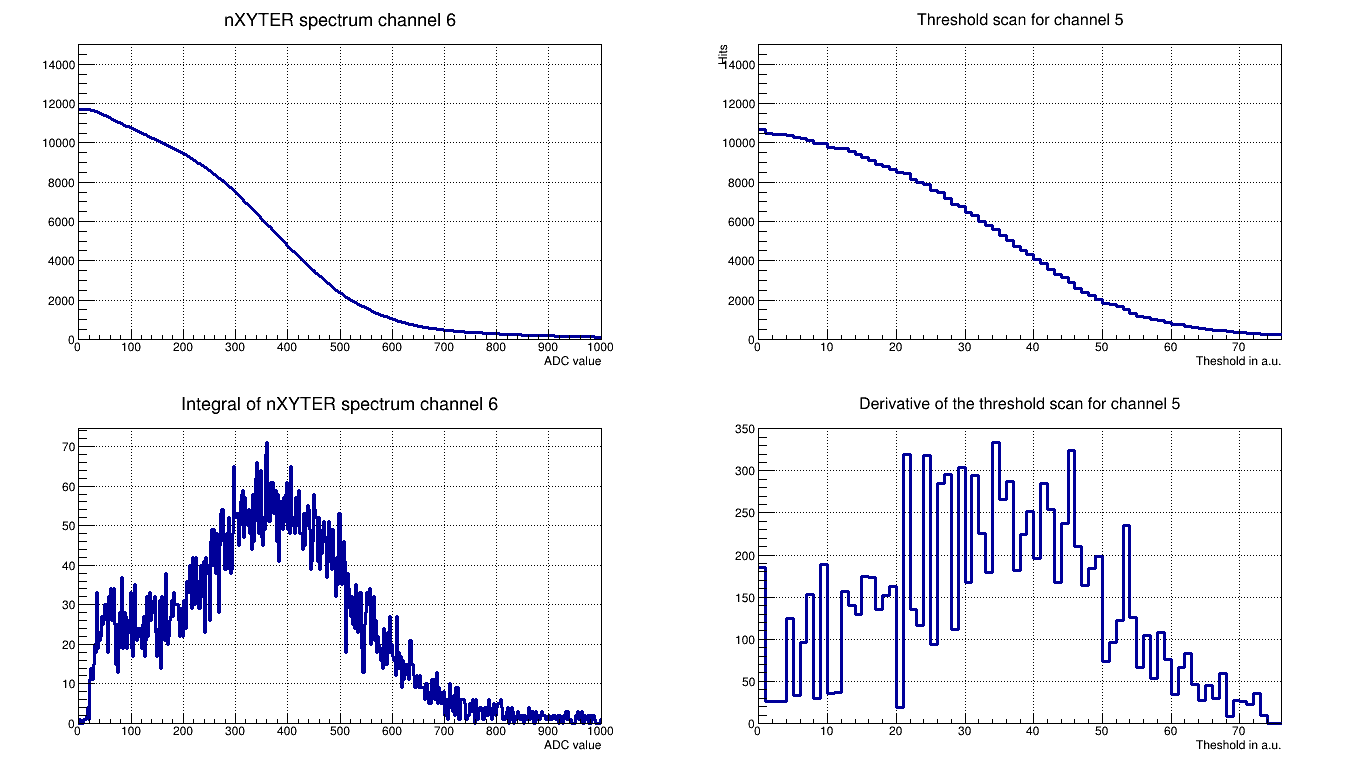 nXYTER spectrum channel 6
14000
12000
10000
8000
6000
4000
2000
0
0 100 200 300 400 500 600 700 800 900 1000
ADC value
Threshold scan for channel 5
Hits
14000
12000
10000
8000
6000
4000
2000
0
0 10 20 30 40 50 60 70
Theshold in a.u.
Integral of nXYTER spectrum channel 6
70
60
50
40
30
20
10
0
0 100 200 300 400 500 600 700 800 900 1000
ADC value
Derivative of the threshold scan for channel 5
350
300
250
200
150
100
50
0
0 10 20 30 40 50 60 70
Theshold in a.u.